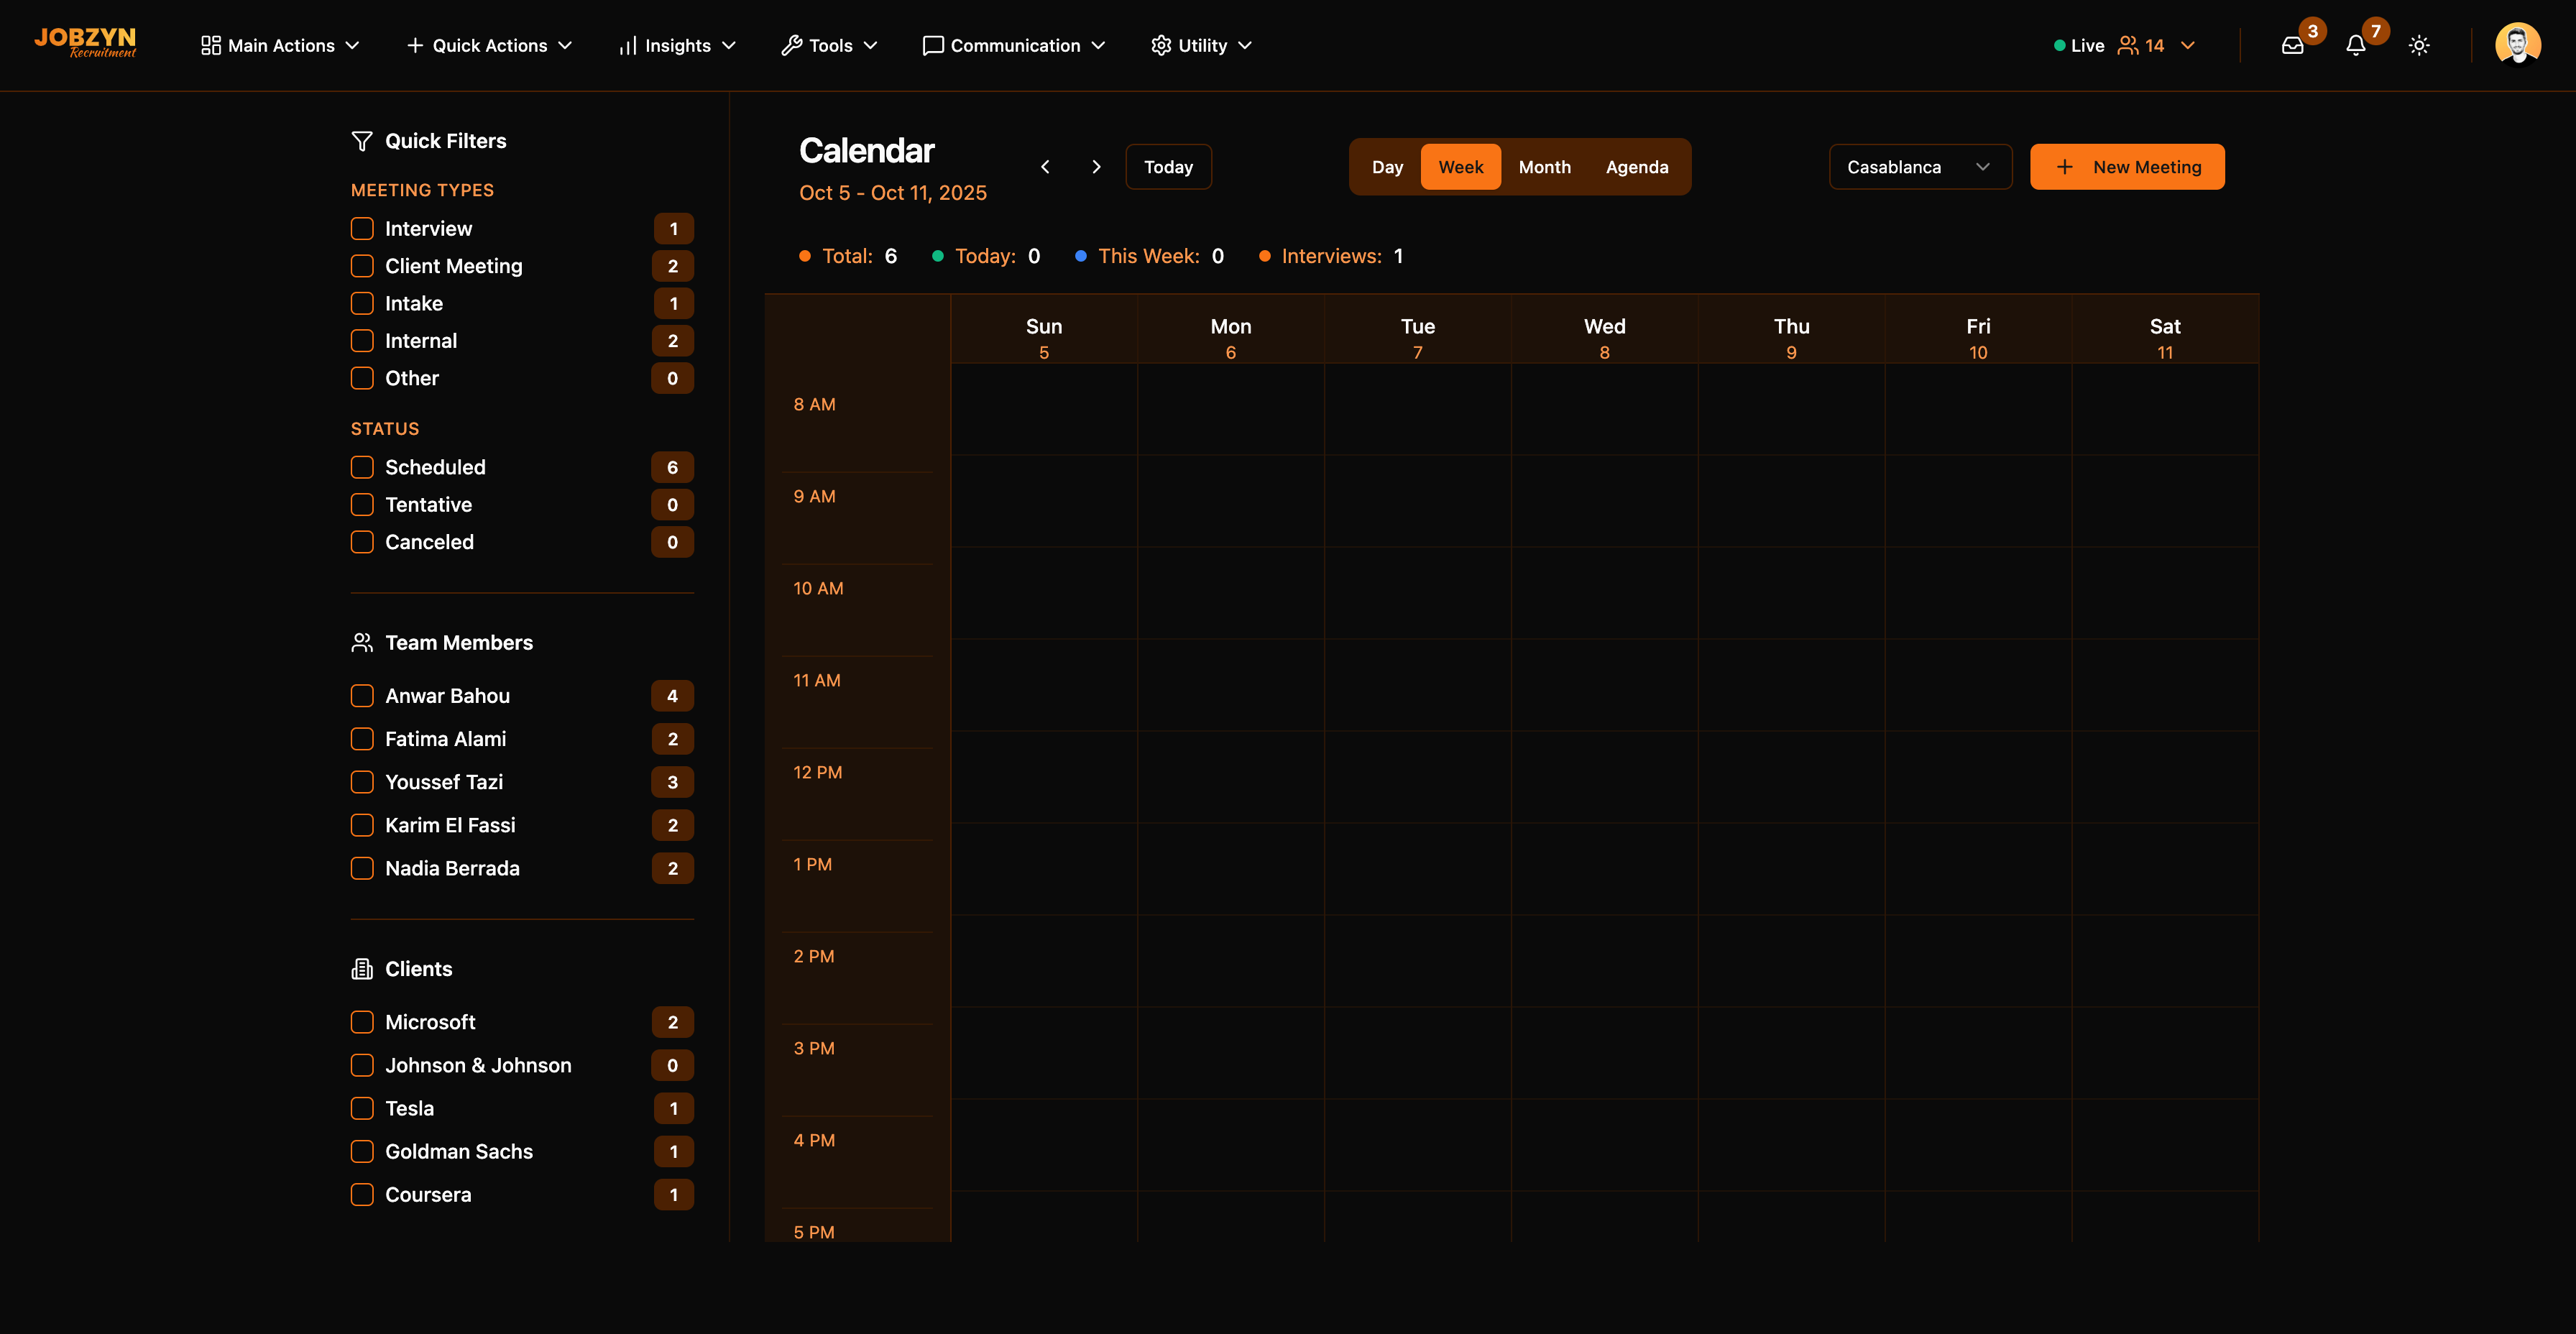 JOBZYN
Recruitment
Main Actions
Quick Actions
Insights
Tools
Communication
Utility
Live 14
3
7
Quick Filters
MEETING TYPES
Interview 1
Client Meeting 2
Intake 1
Internal 2
Other 0
STATUS
Scheduled 6
Tentative 0
Canceled 0
Team Members
Anwar Bahou 4
Fatima Alami 2
Youssef Tazi 3
Karim El Fassi 2
Nadia Berrada 2
Clients
Microsoft 2
Johnson & Johnson 0
Tesla 1
Goldman Sachs 1
Coursera 1
Calendar
Oct 5 - Oct 11, 2025
Today
Day Week Month Agenda
Casablanca
New Meeting
Total: 6 Today: 0 This Week: 0 Interviews: 1
Sun Mon Tue Wed Thu Fri Sat
5 6 7 8 9 10 11
8 AM
9 AM
10 AM
11 AM
12 PM
1 PM
2 PM
3 PM
4 PM
5 PM